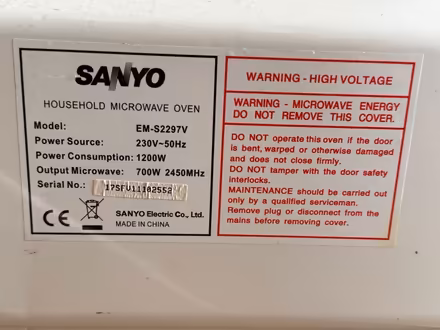 SANYO
HOUSEHOLD MICROWAVE OVEN
Model: EM-S2297V
Power Source: 230V~50Hz
Power Consumption: 1200W
Output Microwave: 700W 2450MHz
Serial No.:
SANYO Electric Co., Ltd.
MADE IN CHINA
WARNING - HIGH VOLTAGE
WARNING - MICROWAVE ENERGY
DO NOT REMOVE THIS COVER.
DO NOT operate this oven if the door
is bent, warped or otherwise damaged
and does not close firmly.
DO NOT tamper with the door safety
interlocks.
MAINTENANCE should be carried out
only by a qualified serviceman.
Remove plug or disconnect from the
mains before removing cover.